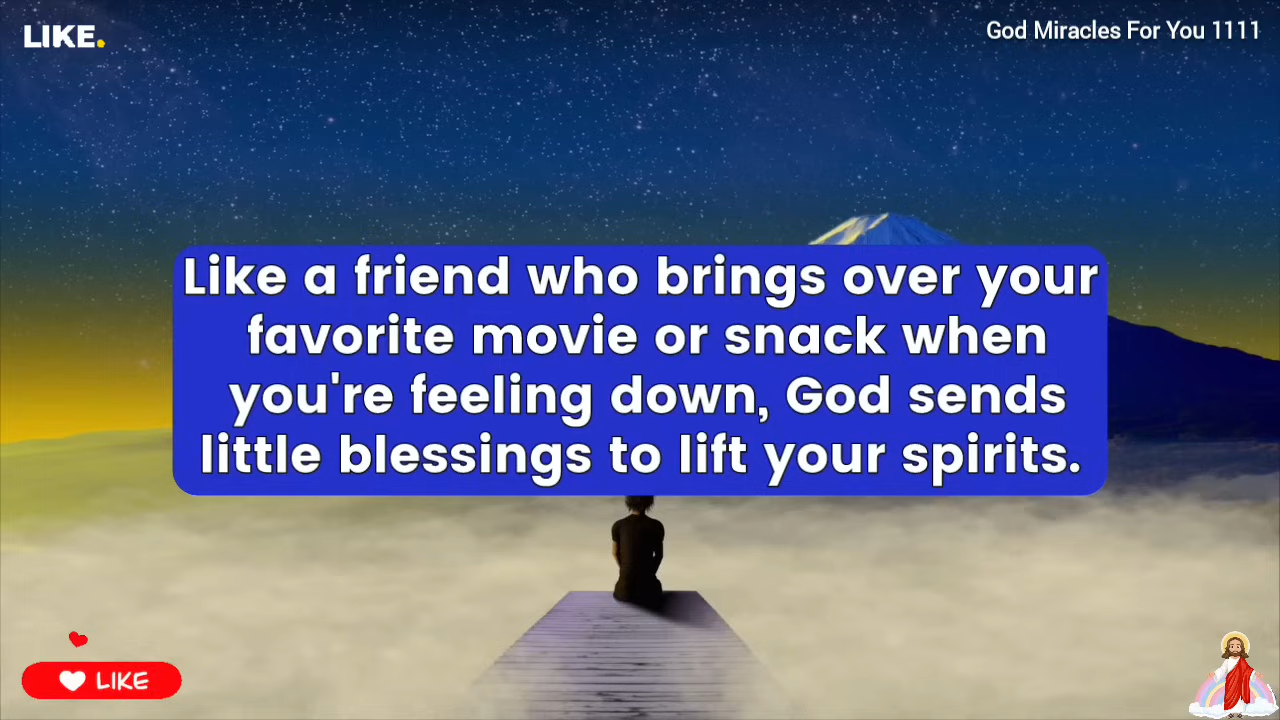 LIKE.
God Miracles For You 1111
Like a friend who brings over your
favorite movie or snack when
you're feeling down, God sends
little blessings to lift your spirits.
LIKE